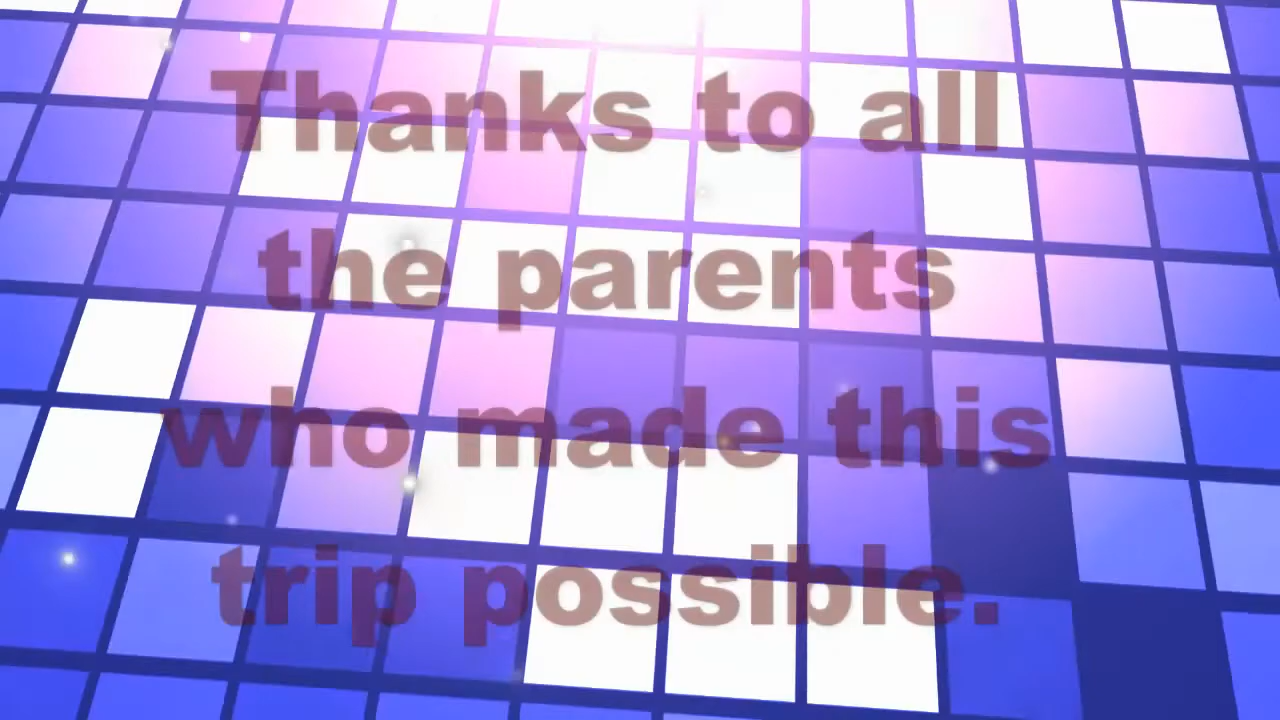 Thanks to all
the parents
who made this
trip possible.